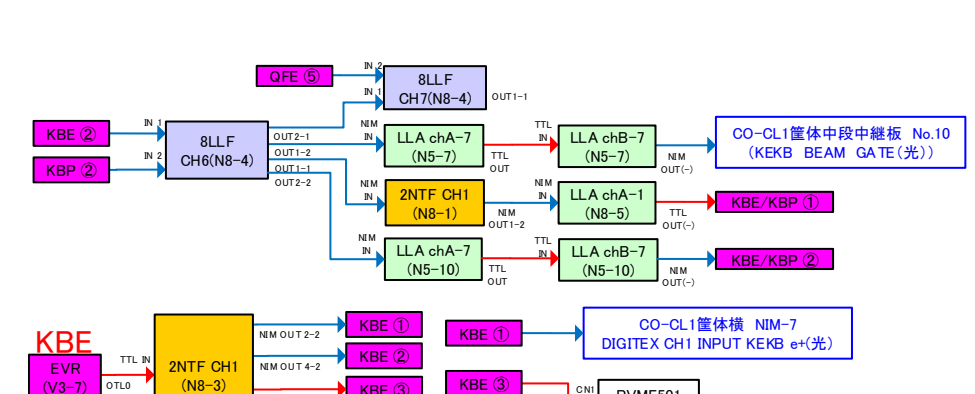 QFE ⑤
IN 2
IN 1
8LLF
CH7(N8-4)
OUT1-1
KBE ②
IN 1
KBP ②
IN 2
8LLF
CH6(N8-4)
OUT2-1
OUT1-2
OUT1-1
OUT2-2
NIM
IN
LLA chA-7
(N5-7)
TTL
OUT
TTL
IN
LLA chB-7
(N5-7)
NIM
OUT(-)
CO-CL1筐体中段中継板 No.10
(KEKB BEAM GATE(光))
NIM
IN
2NTF CH1
(N8-1)
NIM
OUT1-2
NIM
IN
LLA chA-1
(N8-5)
TTL
OUT(-)
KBE/KBP ①
NIM
IN
LLA chA-7
(N5-10)
TTL
OUT
TTL
IN
LLA chB-7
(N5-10)
NIM
OUT(-)
KBE/KBP ②
KBE
EVR
(V3-7)
TTL IN
OTL0
2NTF CH1
(N8-3)
NIM OUT 2-2
KBE ①
NIM OUT 4-2
KBE ②
KBE ③
KBE ①
CO-CL1筐体横 NIM-7
DIGITEX CH1 INPUT KEKB e+(光)
KBE ③
CN1